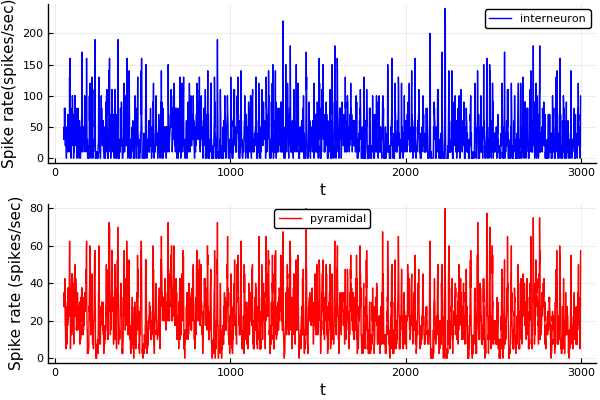 Spike rate(spikes/sec)
200
150
100
50
0
interneuron
0 1000 2000 3000
t
Spike rate (spikes/sec)
80
60
40
20
0
pyramidal
0 1000 2000 3000
t